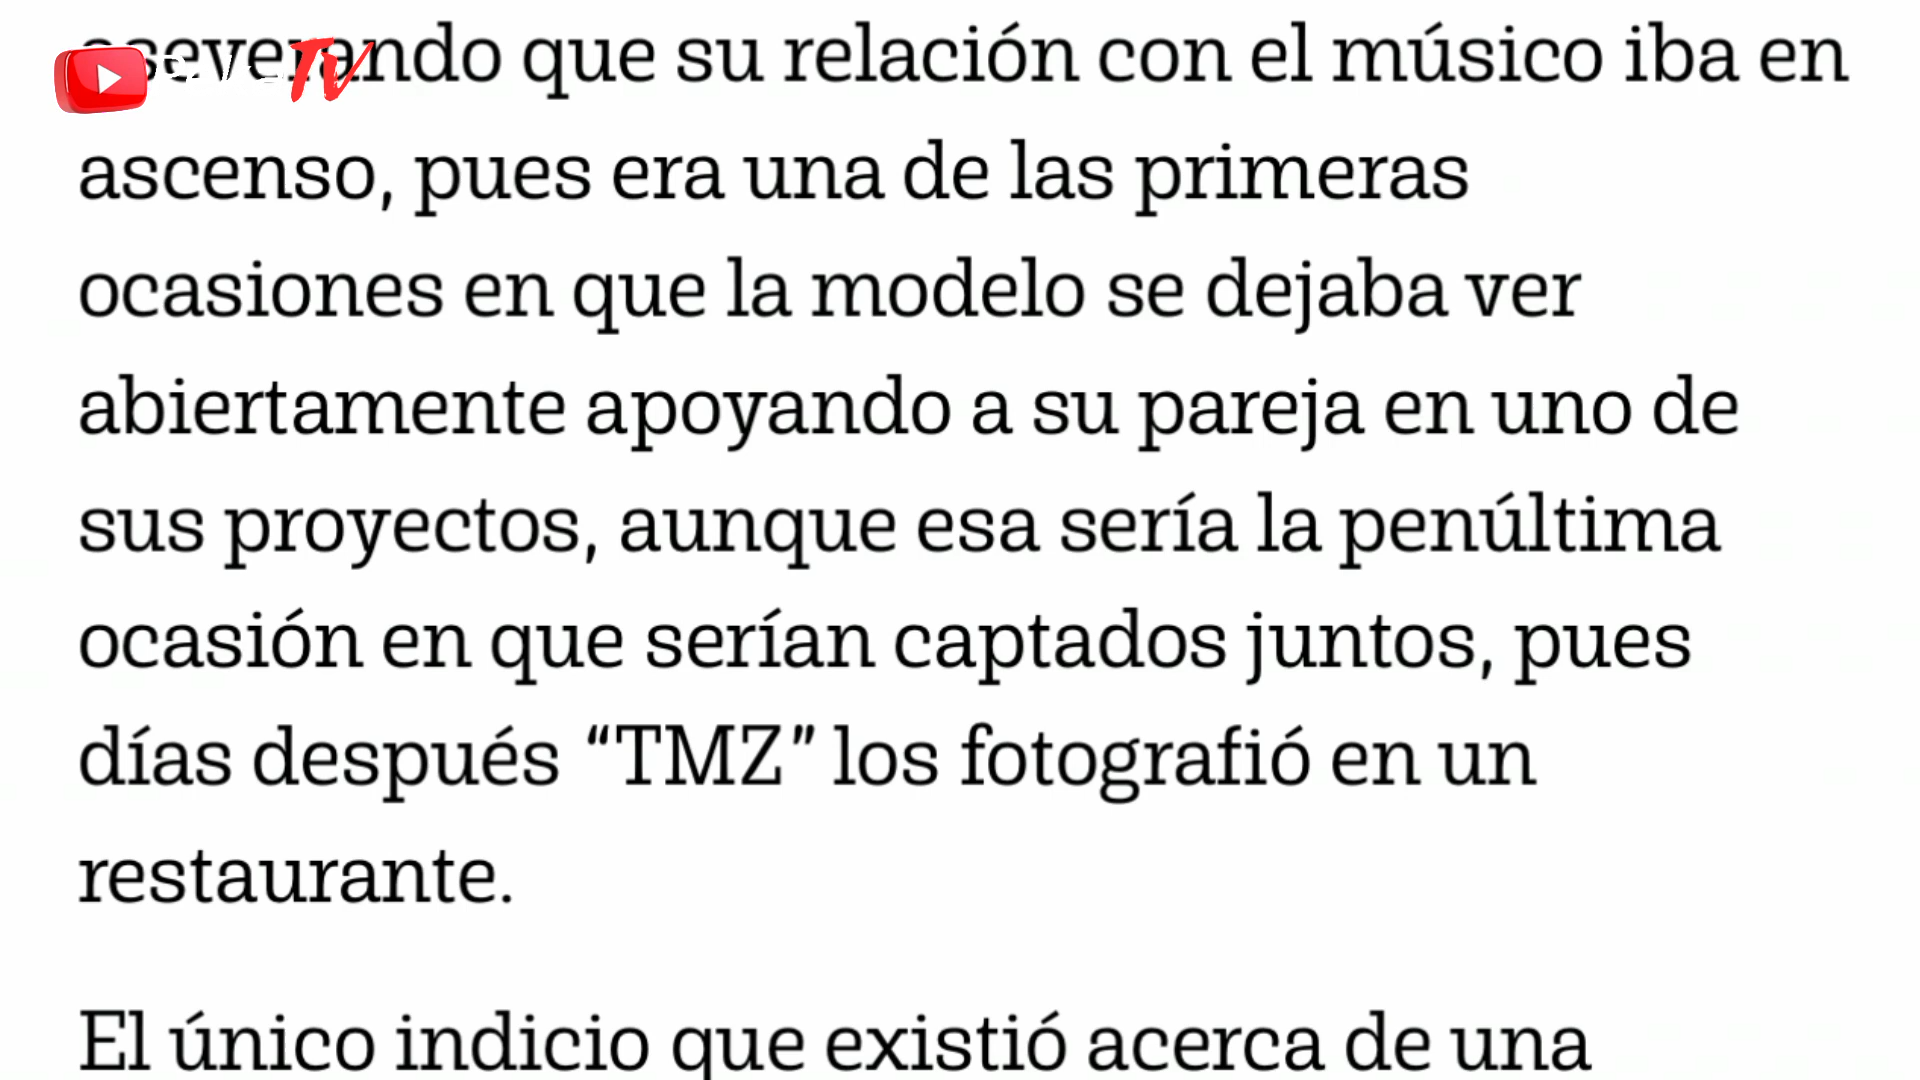 aseverando que su relación con el músico iba en
TV
ascenso, pues era una de las primeras
ocasiones en que la modelo se dejaba ver
abiertamente apoyando a su pareja en uno de
sus proyectos, aunque esa sería la penúltima
ocasión en que serían captados juntos, pues
días después “TMZ” los fotografió en un
restaurante.
El único indicio que existió acerca de una